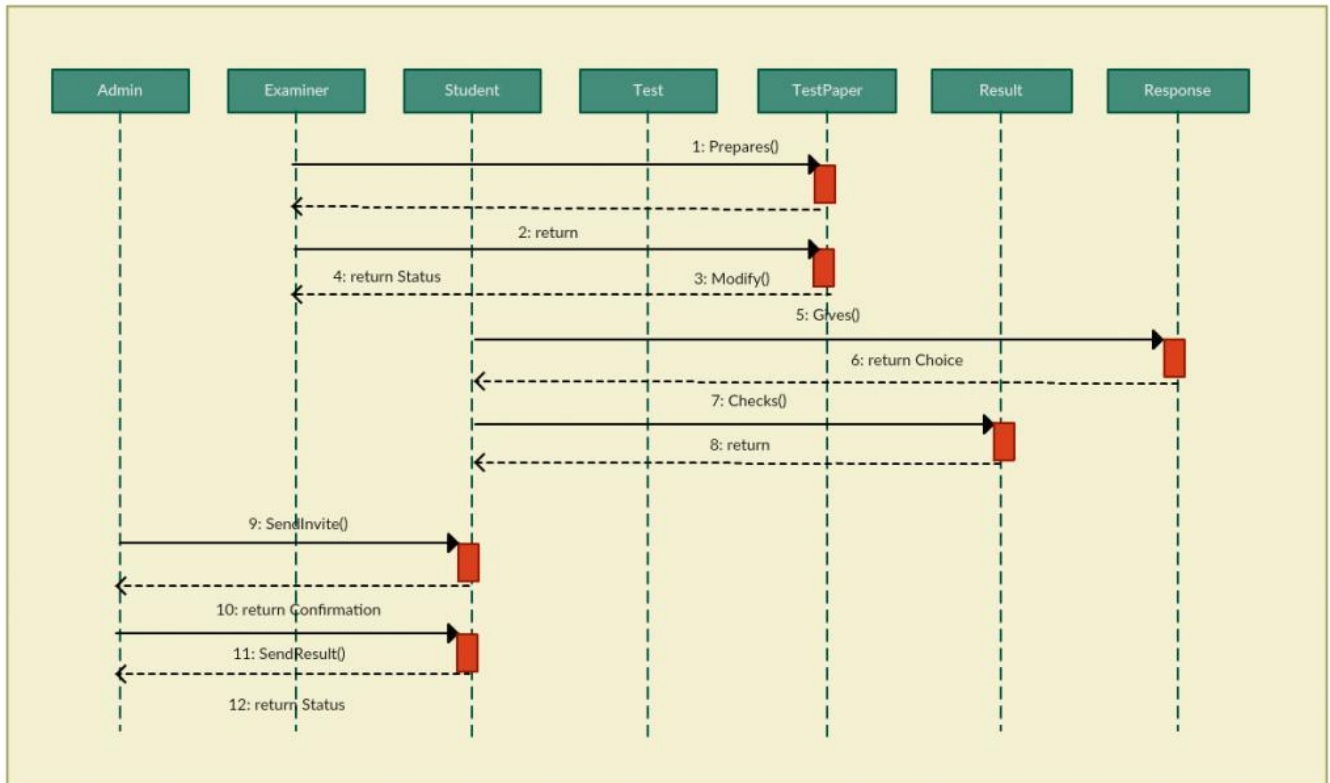 Admin
Examiner
Student
Test
TestPaper
Result
Response
1: Prepares()
2: return
4: return Status
3: Modify()
5: Gives()
6: return Choice
7: Checks()
8: return
9: SendInvite()
10: return Confirmation
11: SendResult()
12: return Status